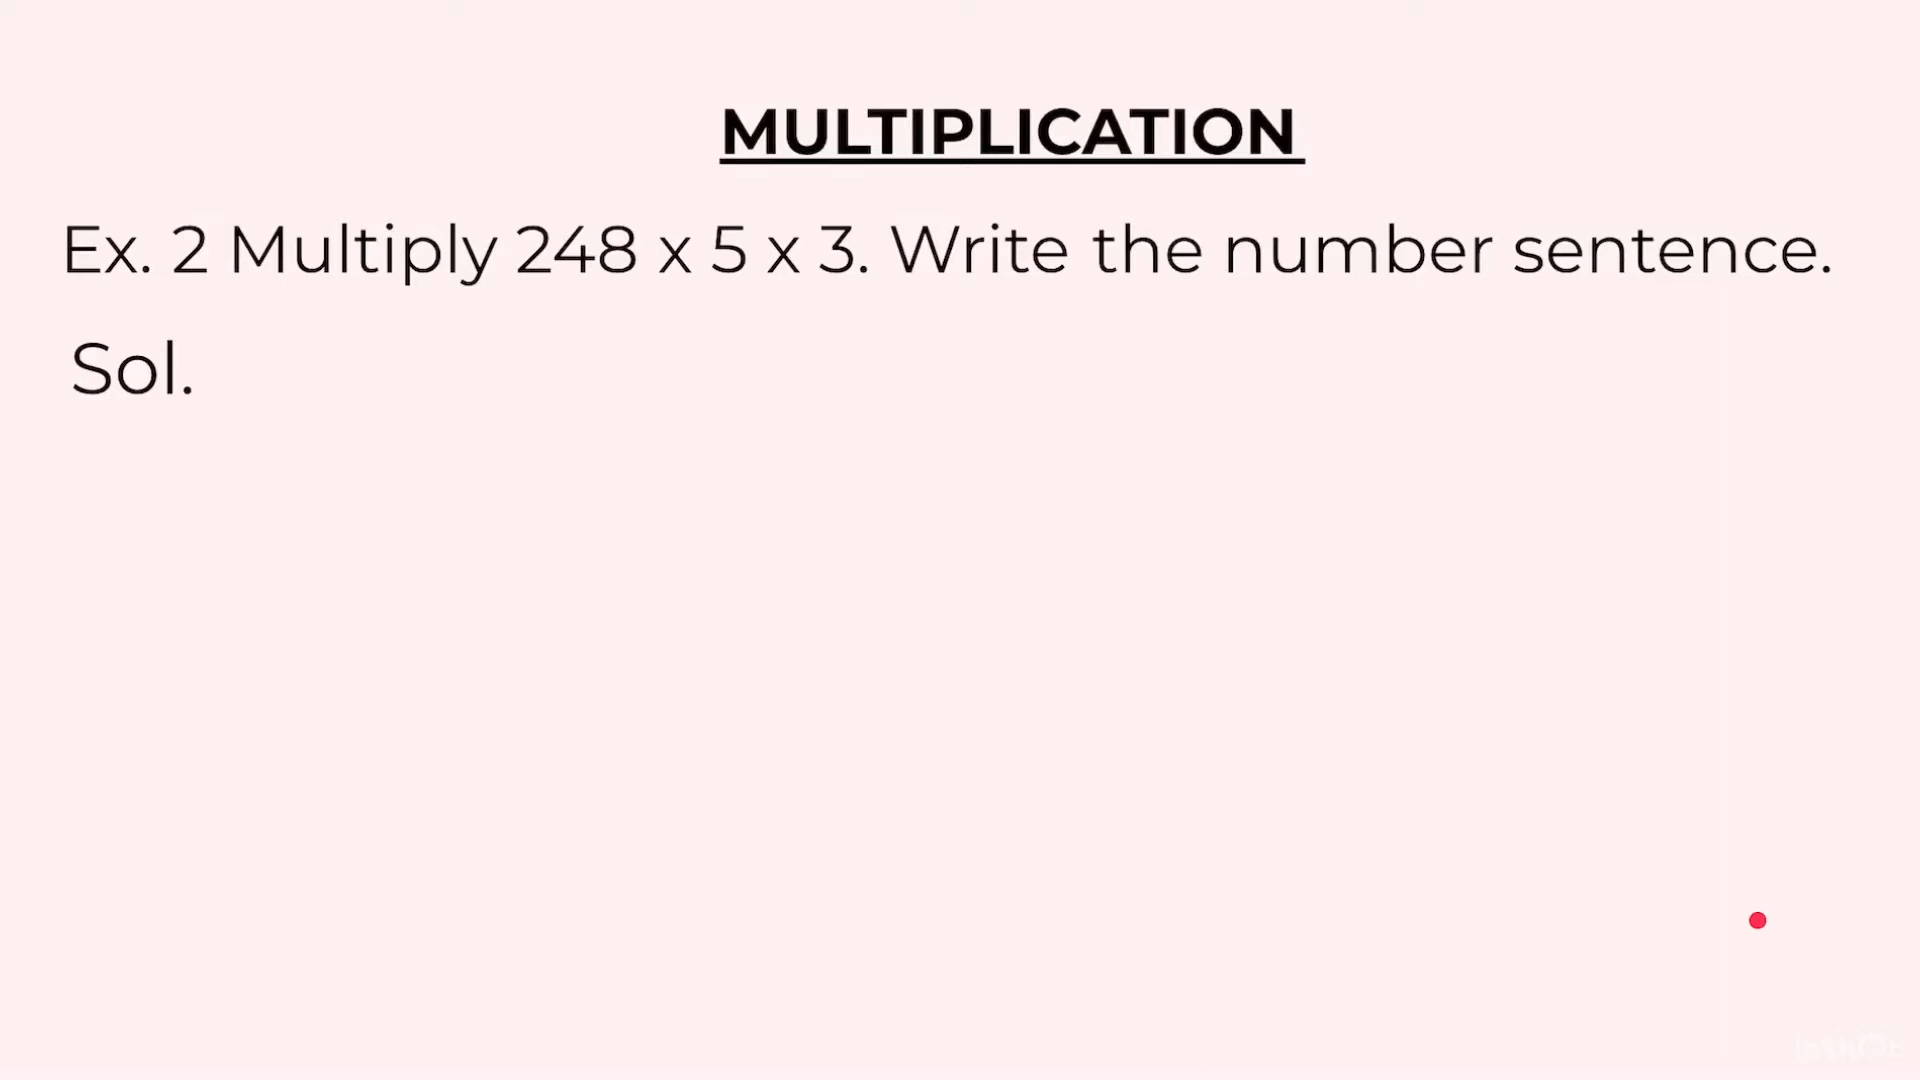 MULTIPLICATION
Ex. 2 Multiply 248 x 5 x 3. Write the number sentence.
Sol.